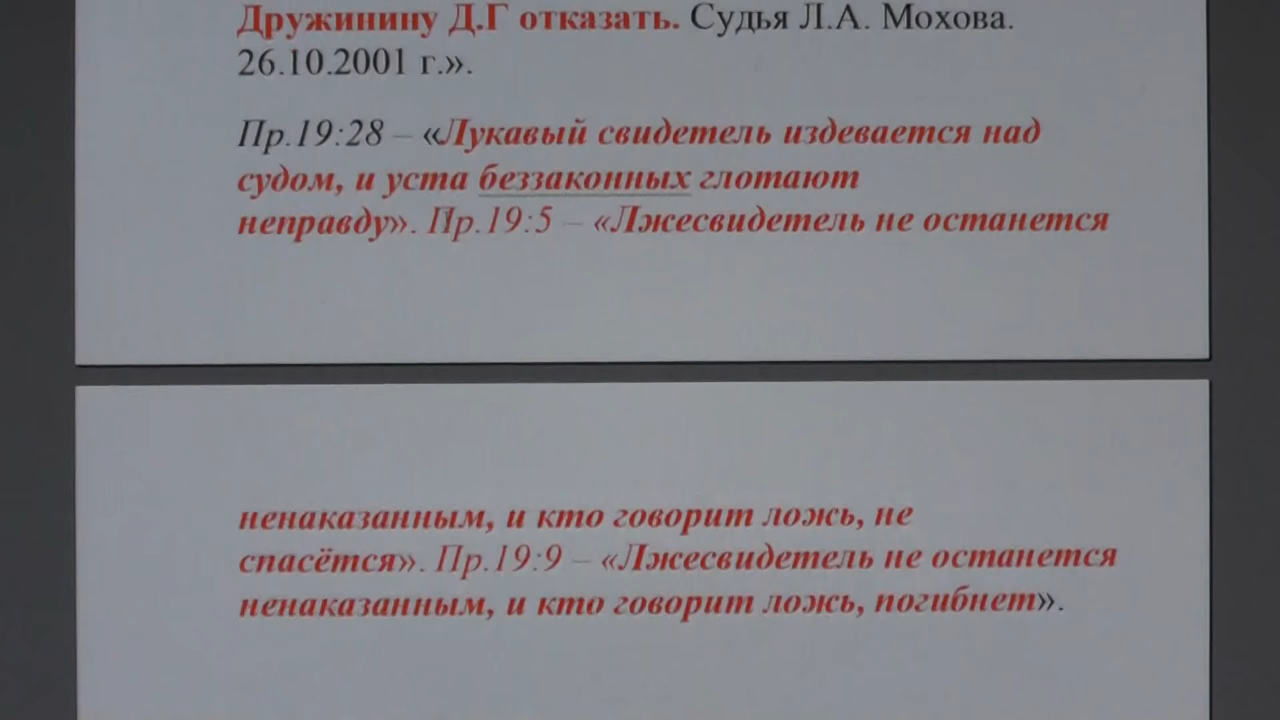 Дружинину Д.Г отказать. Судья Л.А. Мохова.
26.10.2001 г.».
Пр.19:28 – «Лукавый свидетель издевается над
судом, и уста беззаконных глотают
неправду». Пр.19:5 – «Лжесвидетель не останется
ненаказанным, и кто говорит ложь, не
спасётся». Пр.19:9 – «Лжесвидетель не останется
ненаказанным, и кто говорит ложь, погибнет».